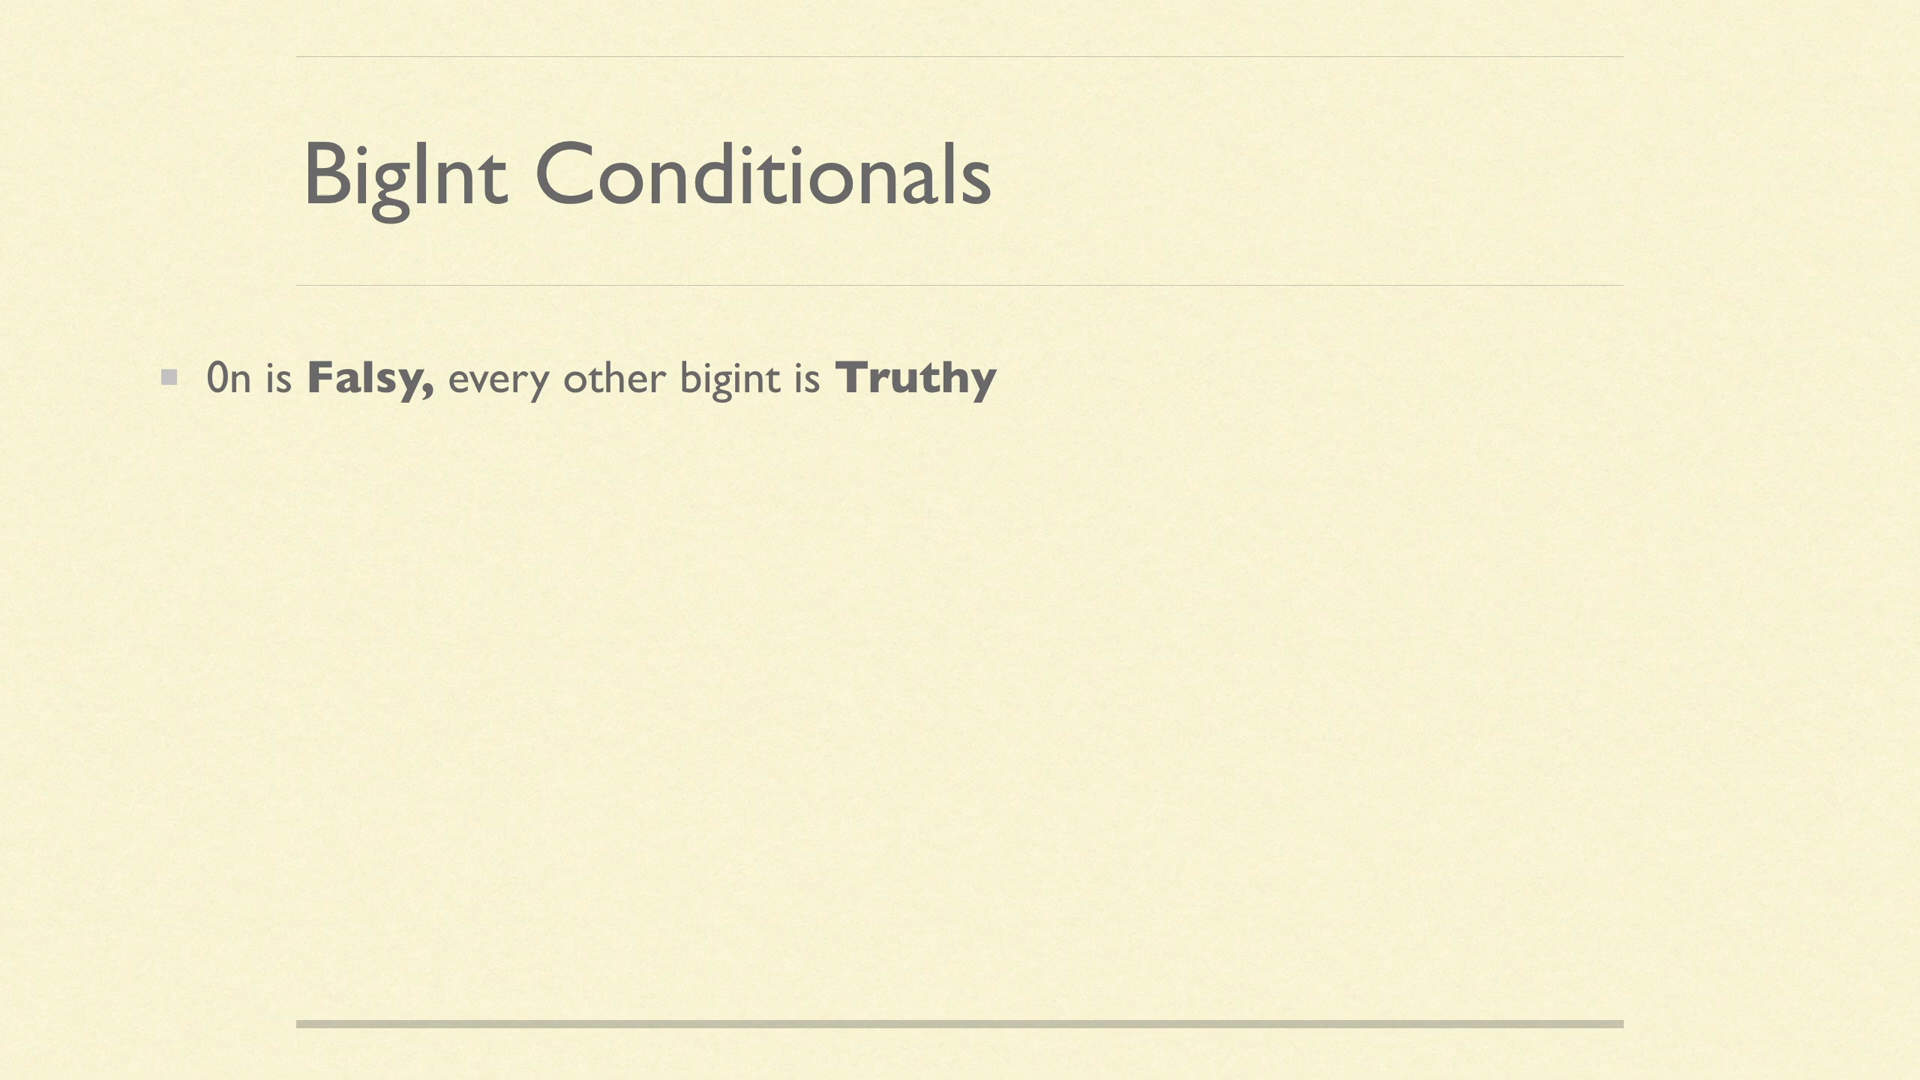 BigInt Conditionals
0n is Falsy, every other bigint is Truthy